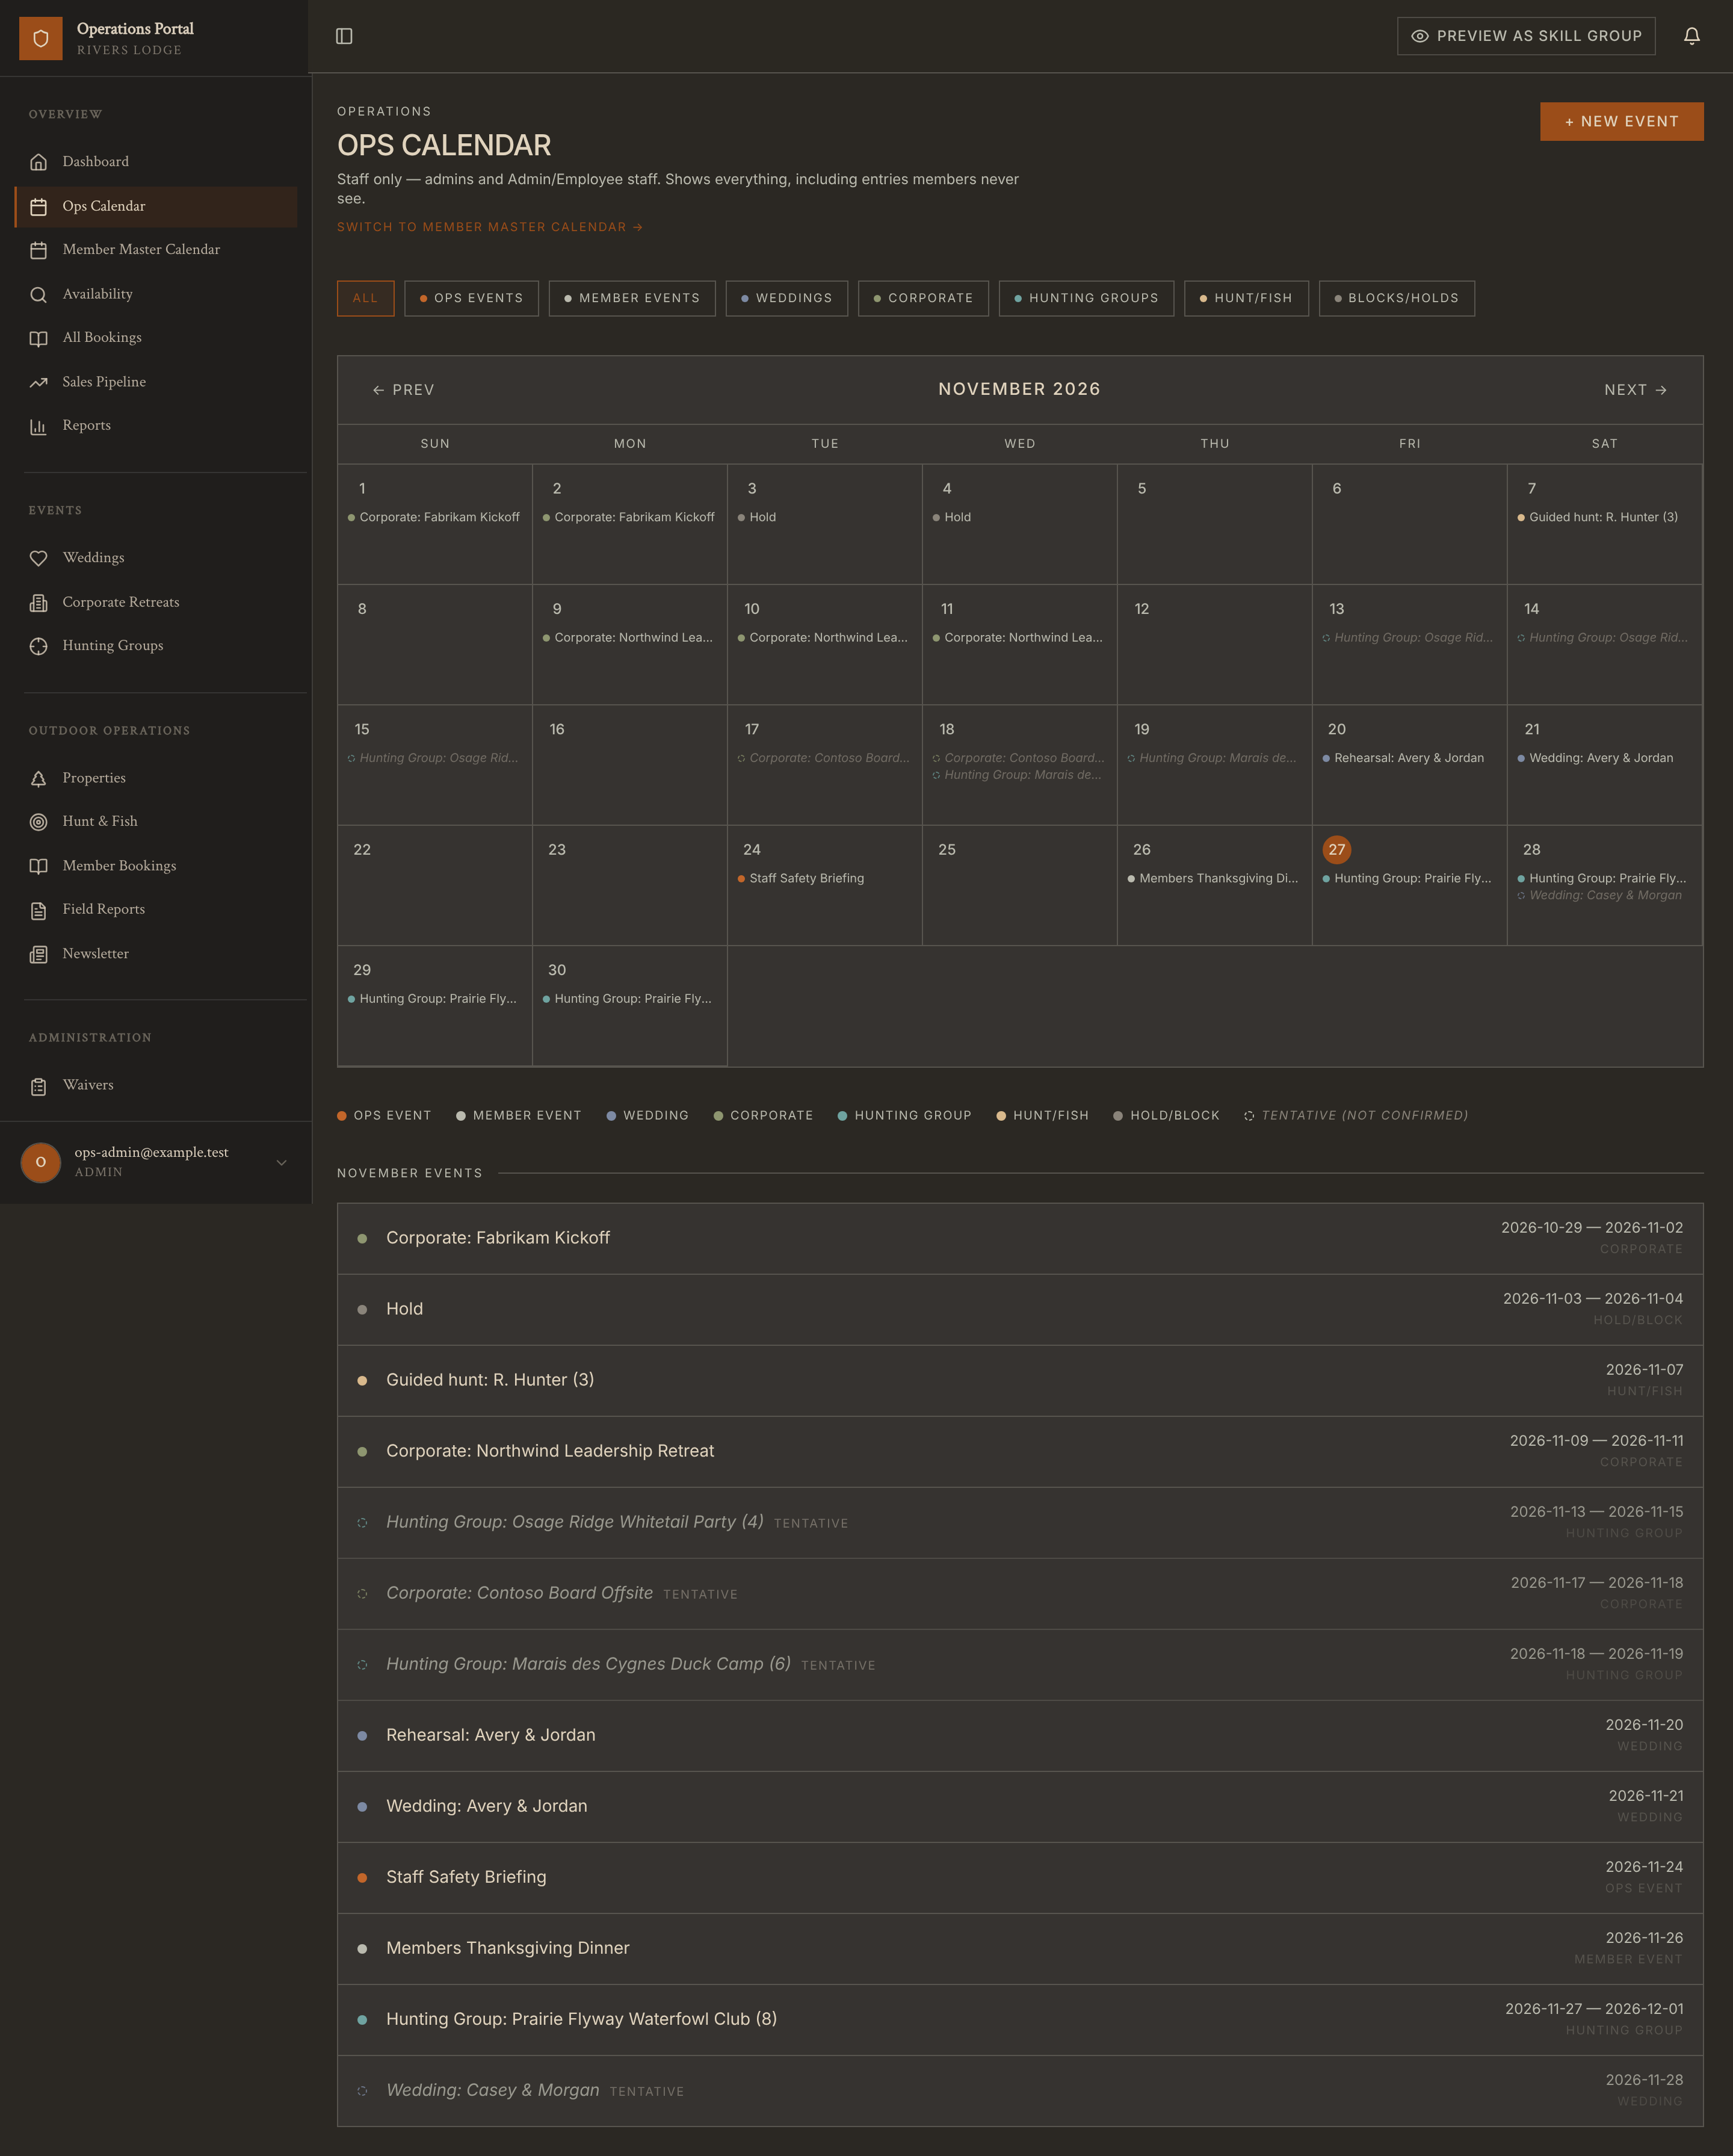 Operations Portal
RIVERS LODGE
PREVIEW AS SKILL GROUP
OVERVIEW
Dashboard
Ops Calendar
Member Master Calendar
Availability
All Bookings
Sales Pipeline
Reports
EVENTS
Weddings
Corporate Retreats
Hunting Groups
OUTDOOR OPERATIONS
Properties
Hunt & Fish
Member Bookings
Field Reports
Newsletter
ADMINISTRATION
Waivers
O
ops-admin@example.test
ADMIN
OPERATIONS
OPS CALENDAR
+ NEW EVENT
Staff only — admins and Admin/Employee staff. Shows everything, including entries members never
see.
SWITCH TO MEMBER MASTER CALENDAR →
ALL
OPS EVENTS
MEMBER EVENTS
WEDDINGS
CORPORATE
HUNTING GROUPS
HUNT/FISH
BLOCKS/HOLDS
← PREV
NOVEMBER 2026
NEXT →
SUN
MON
TUE
WED
THU
FRI
SAT
1
Corporate: Fabrikam Kickoff
2
Corporate: Fabrikam Kickoff
3
Hold
4
Hold
5
6
7
Guided hunt: R. Hunter (3)
8
9
Corporate: Northwind Lea...
10
Corporate: Northwind Lea...
11
Corporate: Northwind Lea...
12
13
Hunting Group: Osage Rid...
14
Hunting Group: Osage Rid...
15
Hunting Group: Osage Rid...
16
17
Corporate: Contoso Board...
18
Corporate: Contoso Board...
Hunting Group: Marais de...
19
Hunting Group: Marais de...
20
Rehearsal: Avery & Jordan
21
Wedding: Avery & Jordan
22
23
24
Staff Safety Briefing
25
26
Members Thanksgiving Di...
27
Hunting Group: Prairie Fly...
28
Hunting Group: Prairie Fly...
Wedding: Casey & Morgan
29
Hunting Group: Prairie Fly...
30
Hunting Group: Prairie Fly...
OPS EVENT
MEMBER EVENT
WEDDING
CORPORATE
HUNTING GROUP
HUNT/FISH
HOLD/BLOCK
TENTATIVE (NOT CONFIRMED)
NOVEMBER EVENTS
Corporate: Fabrikam Kickoff
2026-10-29 — 2026-11-02
CORPORATE
Hold
2026-11-03 — 2026-11-04
HOLD/BLOCK
Guided hunt: R. Hunter (3)
2026-11-07
HUNT/FISH
Corporate: Northwind Leadership Retreat
2026-11-09 — 2026-11-11
CORPORATE
Hunting Group: Osage Ridge Whitetail Party (4) TENTATIVE
2026-11-13 — 2026-11-15
HUNTING GROUP
Corporate: Contoso Board Offsite TENTATIVE
2026-11-17 — 2026-11-18
CORPORATE
Hunting Group: Marais des Cygnes Duck Camp (6) TENTATIVE
2026-11-18 — 2026-11-19
HUNTING GROUP
Rehearsal: Avery & Jordan
2026-11-20
WEDDING
Wedding: Avery & Jordan
2026-11-21
WEDDING
Staff Safety Briefing
2026-11-24
OPS EVENT
Members Thanksgiving Dinner
2026-11-26
MEMBER EVENT
Hunting Group: Prairie Flyway Waterfowl Club (8)
2026-11-27 — 2026-12-01
HUNTING GROUP
Wedding: Casey & Morgan TENTATIVE
2026-11-28
WEDDING